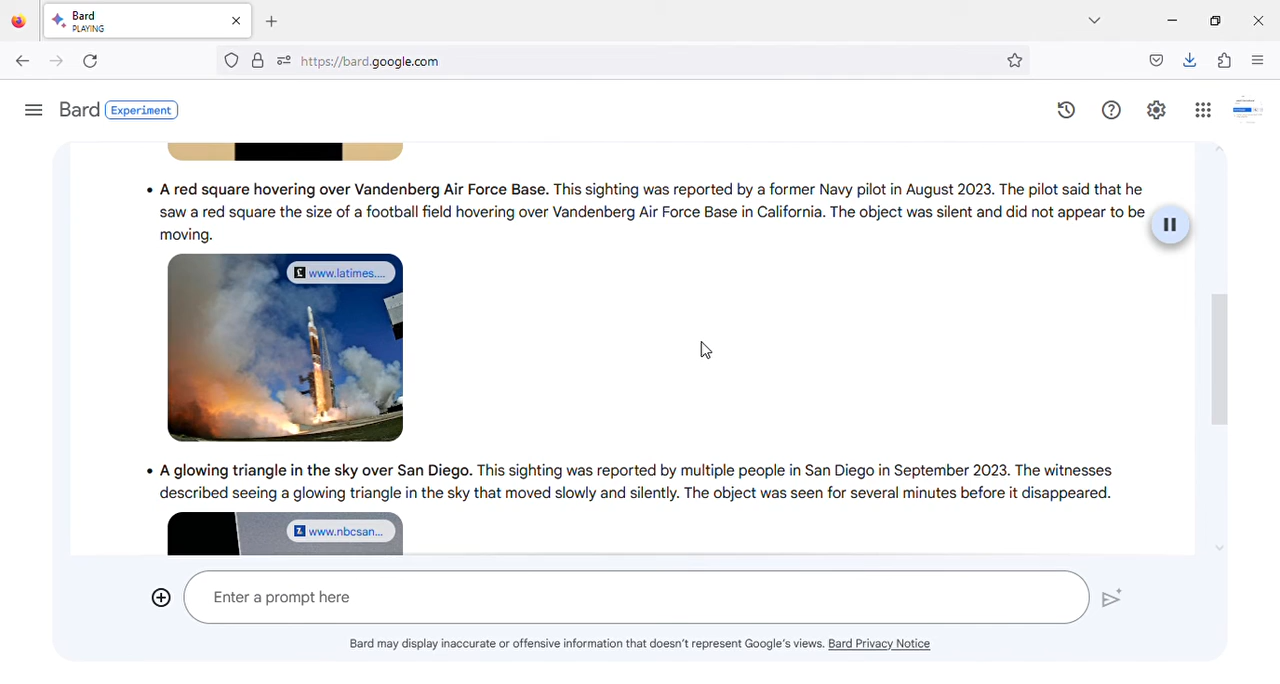 Bard
PLAYING
https://bard.google.com
Bard Experiment
A red square hovering over Vandenberg Air Force Base. This sighting was reported by a former Navy pilot in August 2023. The pilot said that he
saw a red square the size of a football field hovering over Vandenberg Air Force Base in California. The object was silent and did not appear to be
moving.
www.latimes....
A glowing triangle in the sky over San Diego. This sighting was reported by multiple people in San Diego in September 2023. The witnesses
described seeing a glowing triangle in the sky that moved slowly and silently. The object was seen for several minutes before it disappeared.
www.nbcsan...
Enter a prompt here
Bard may display inaccurate or offensive information that doesn't represent Google's views. Bard Privacy Notice